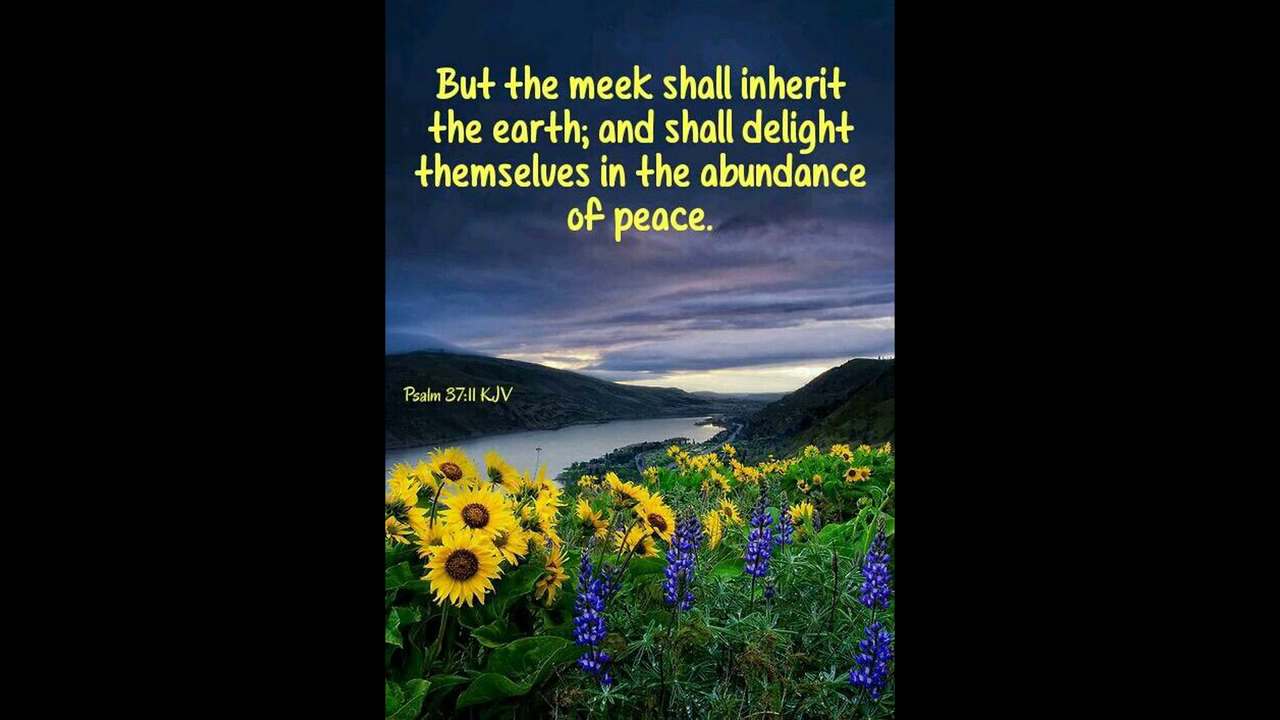 But the meek shall inherit
the earth; and shall delight
themselves in the abundance
of peace.
Psalm 37:11 KJV